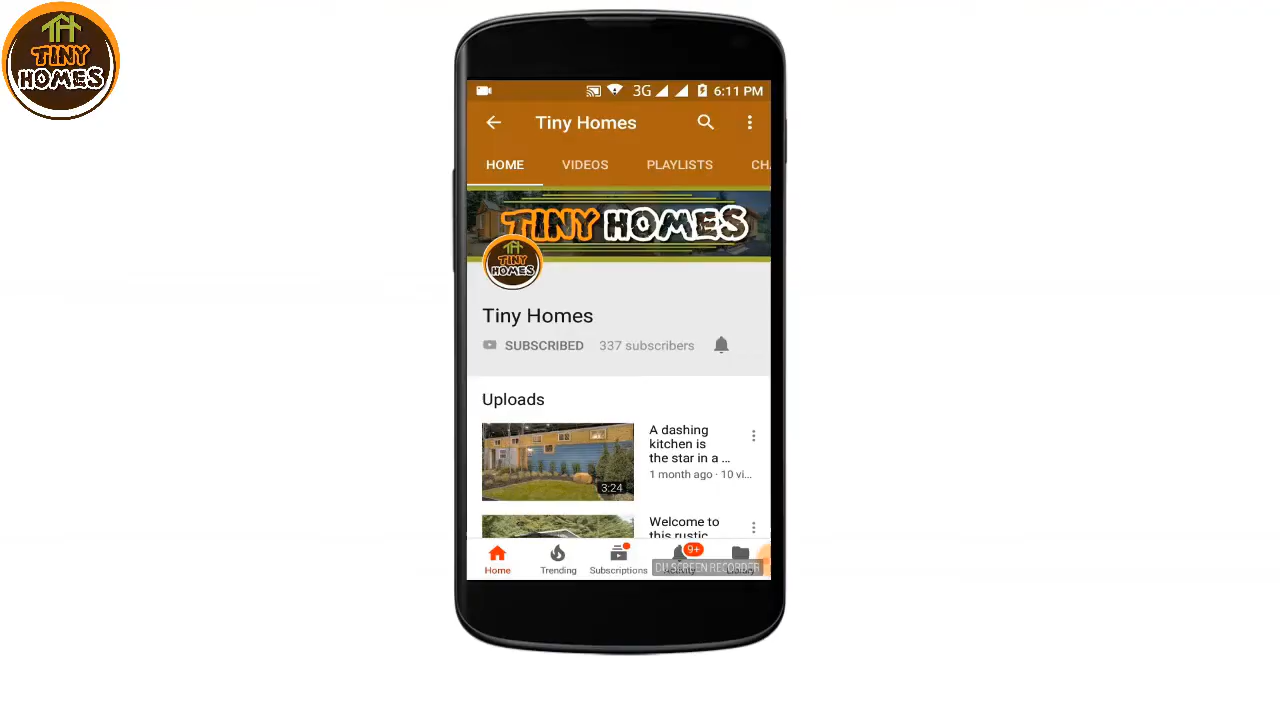 TINY
HOMES
3G 6:11 PM
Tiny Homes
HOME VIDEOS PLAYLISTS CHA
TINY HOMES
TINY
HOMES
Tiny Homes
SUBSCRIBED 337 subscribers
Uploads
A dashing
kitchen is
the star in a ...
1 month ago · 10 vi...
3:24
Welcome to
this rustic
9+
Home Trending Subscriptions
DU SCREEN RECORDER